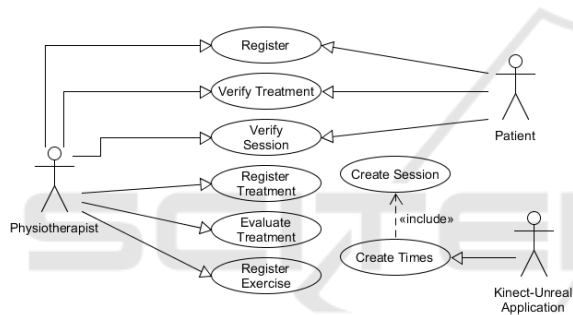 Register
Verify Treatment
Verify
Session
Patient
Register
Treatment
Create Session
Physiotherapist
«include»
Evaluate
Treatment
Create Times
Register
Exercise
Kinect-Unreal
Application